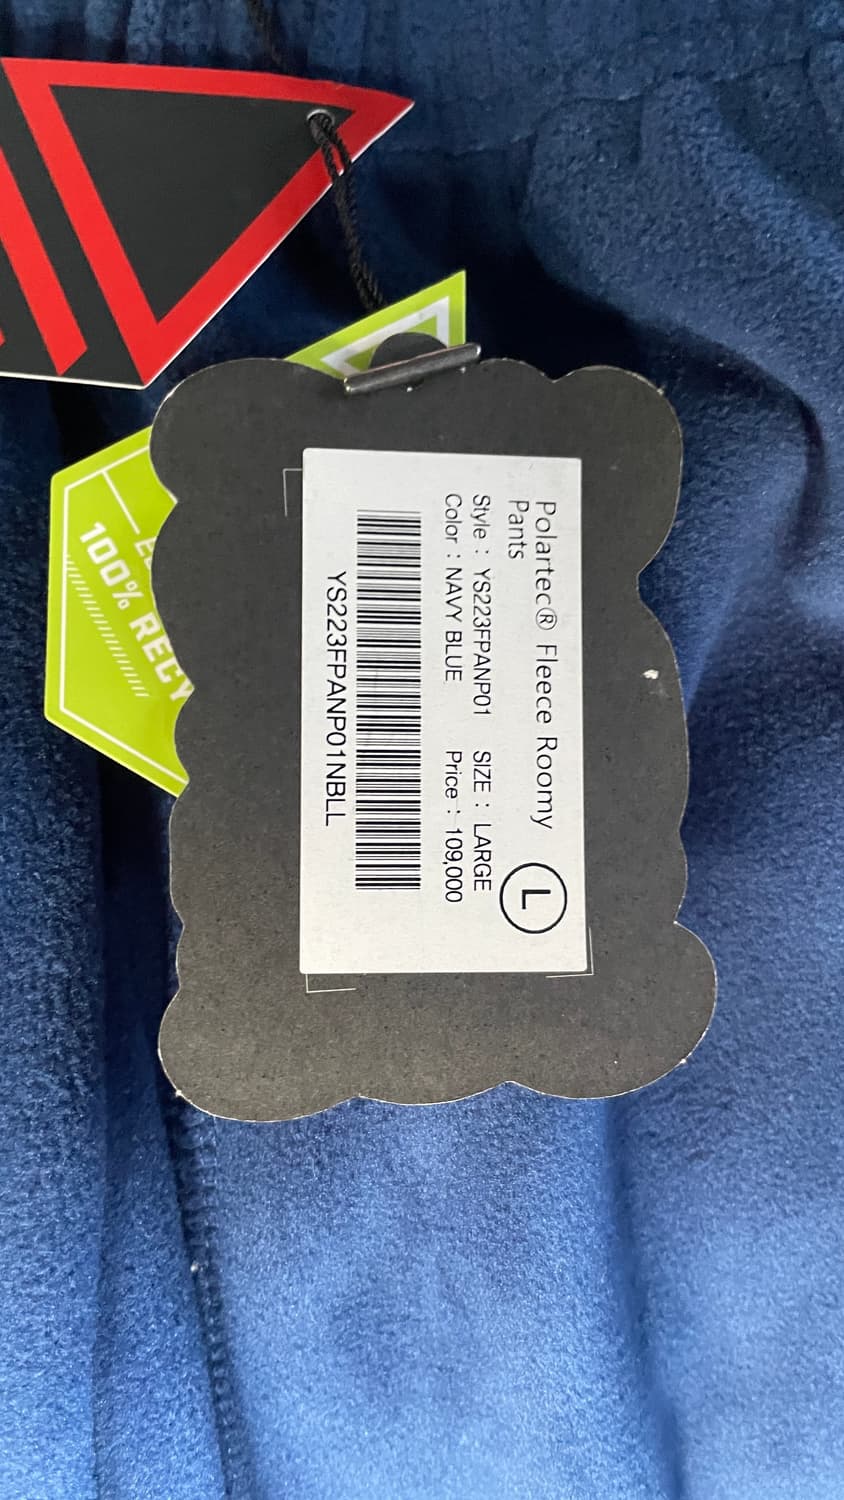 Polartec® Fleece Roomy
Pants
L
Style : YS223FPANP01 SIZE : LARGE
Color : NAVY BLUE Price : 109,000
YS223FPANP01NBLL
100% RECY